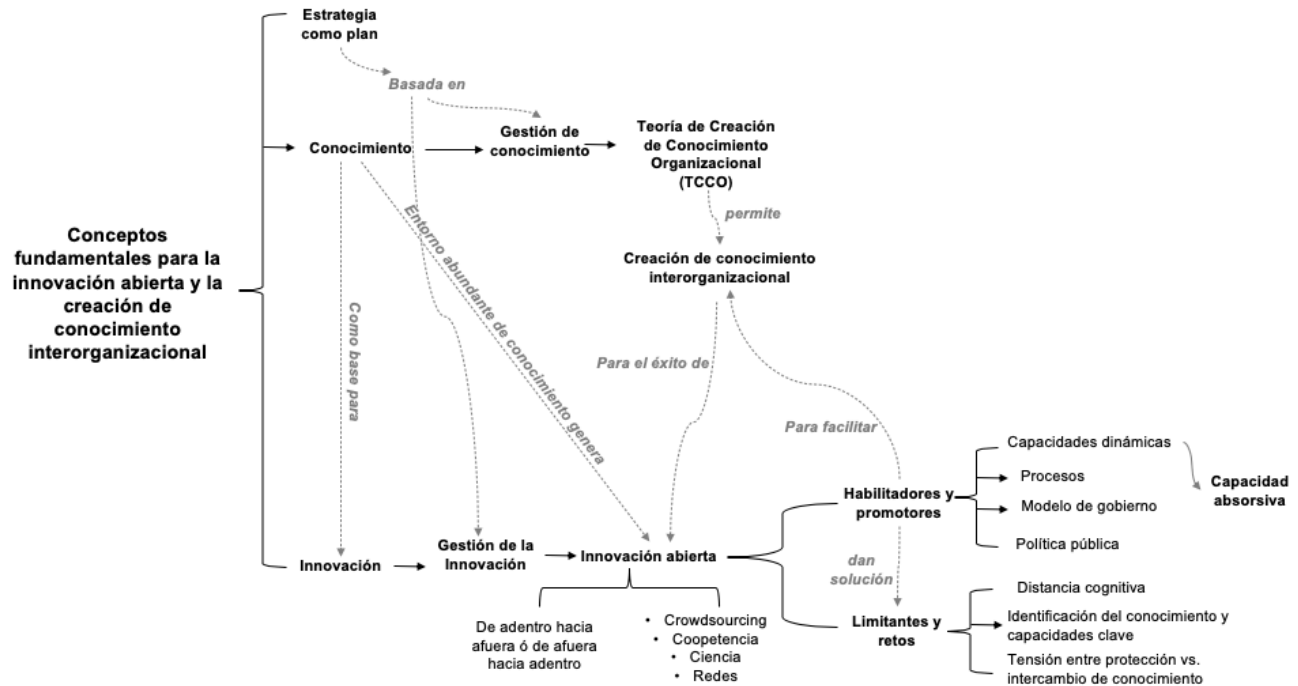 Estrategia
como plan
Basada en
Conocimiento
Gestión de
conocimiento
Teoría de Creación
de Conocimiento
Organizacional
(TCCO)
permite
Conceptos
fundamentales para la
innovación abierta y la
creación de
conocimiento
interorganizacional
Creación de conocimiento
interorganizacional
Como base para
Entorno abundante de conocimiento genera
Para el éxito de
Para facilitar
Innovación
Gestión de la
Innovación
Innovación abierta
De adentro hacia
afuera ó de afuera
hacia adentro
• Crowdsourcing
• Coopetencia
• Ciencia
• Redes
Habilitadores y
promotores
dan
solución
Limitantes y
retos
Capacidades dinámicas
Procesos
Modelo de gobierno
Política pública
Capacidad
absorsiva
Distancia cognitiva
Identificación del conocimiento y
capacidades clave
Tensión entre protección vs.
intercambio de conocimiento